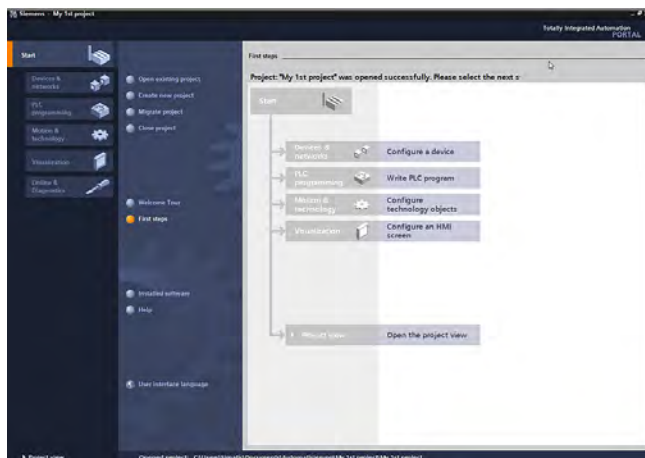 Siemens - My 1st project
Totally Integrated Automation
PORTAL
Start
Devices &
networks
PLC
programming
Motion &
technology
Visualization
Online &
Diagnostics
Open existing project
Create new project
Migrate project
Close project
Welcome Tour
First steps
Installed software
Help
User interface language
First steps
Project: "My 1st project" was opened successfully. Please select the next s
Start
Devices &
networks
Configure a device
PLC
programming
Write PLC program
Motion &
technology
Configure
technology objects
Visualization
Configure an HMI
screen
Project view
Open the project view
Project view
Opened project: